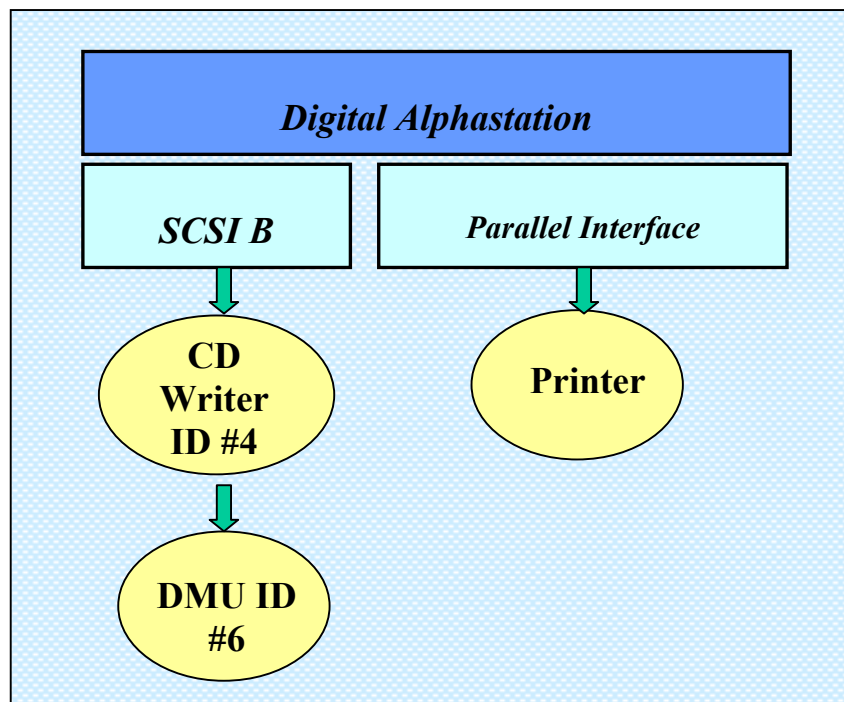 Digital Alphastation
SCSI B
Parallel Interface
CD
Writer
ID #4
Printer
DMU ID
#6